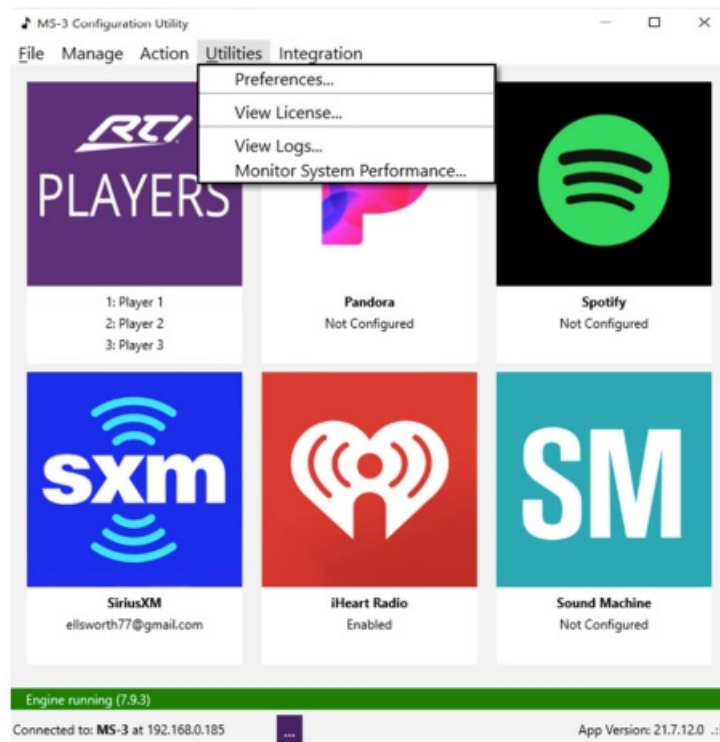 MS-3 Configuration Utility
File Manage Action Utilities Integration
Preferences...
View License...
View Logs...
Monitor System Performance...
RTI
PLAYERS
1: Player 1
2: Player 2
3: Player 3
Pandora
Not Configured
Spotify
Not Configured
sxm
SiriusXM
ellsworth77@gmail.com
iHeart Radio
Enabled
SM
Sound Machine
Not Configured
Engine running (7.9.3)
Connected to: MS-3 at 192.168.0.185
...
App Version: 21.7.12.0